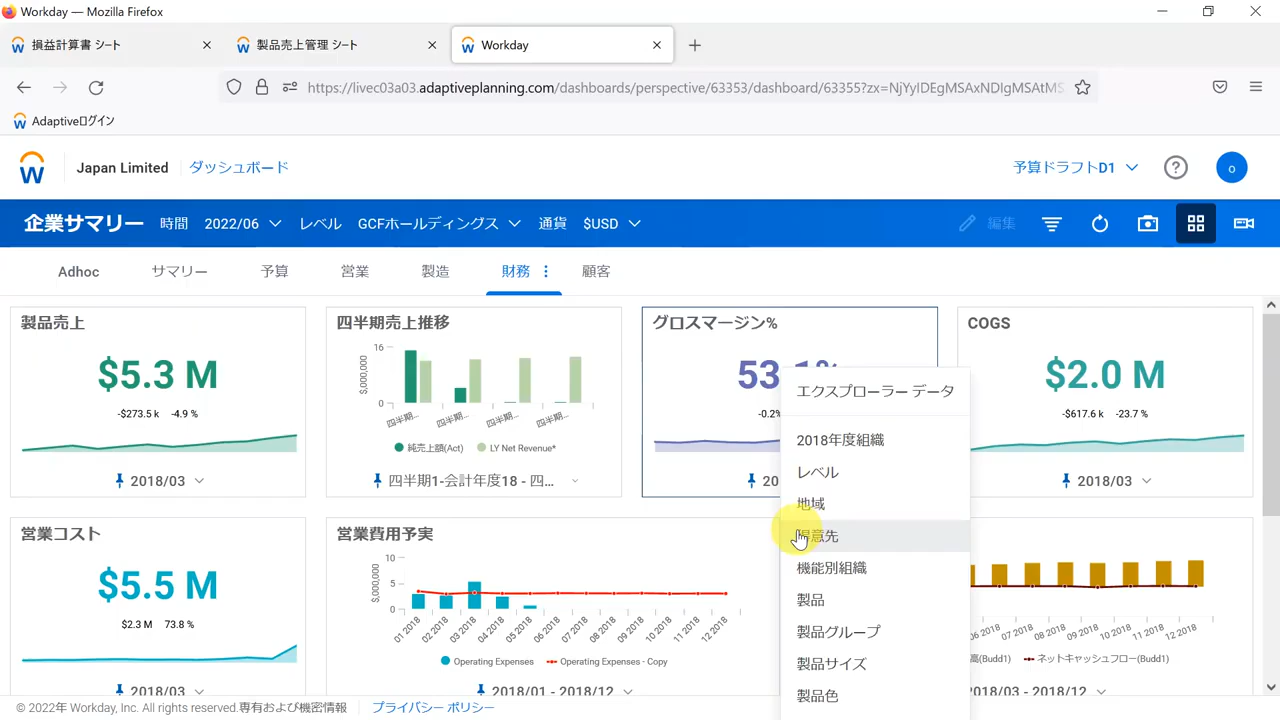 Workday — Mozilla Firefox
損益計算書 シート
製品売上管理 シート
Workday
https://livec03a03.adaptiveplanning.com/dashboards/perspective/63353/dashboard/63355?zx=NjYyIDEgMSAxNDIgMSAtMS
Adaptiveログイン
Japan Limited ダッシュボード
予算ドラフトD1
企業サマリー 時間 2022/06 レベル GCFホールディングス 通貨 $USD
編集
Adhoc サマリー 予算 営業 製造 財務 顧客
製品売上
$5.3 M
-$273.5 k -4.9 %
2018/03
四半期売上推移
16
0
$,000,000
四半期… 四半期… 四半期… 四半期…
純売上額(Act) LY Net Revenue*
四半期1-会計年度18 - 四...
グロスマージン%
-0.2%
20
COGS
$2.0 M
-$617.6 k -23.7 %
2018/03
エクスプローラー データ
2018年度組織
レベル
地域
意先
機能別組織
製品
製品グループ
製品サイズ
製品色
営業コスト
$5.5 M
$2.3 M 73.8 %
2018/03
営業費用予実
10
5
0
$,000,000
01 2018 02 2018 03 2018 04 2018 05 2018 06 2018 07 2018 08 2018 09 2018 10 2018 11 2018 12 2018
Operating Expenses Operating Expenses - Copy
2018/01 - 2018/12
06 2018 07 2018 08 2018 09 2018 10 2018 11 2018 12 2018
高(Budd1) ネットキャッシュフロー(Budd1)
2018/03 - 2018/12
© 2022年 Workday, Inc. All rights reserved.専有および機密情報 プライバシー ポリシー